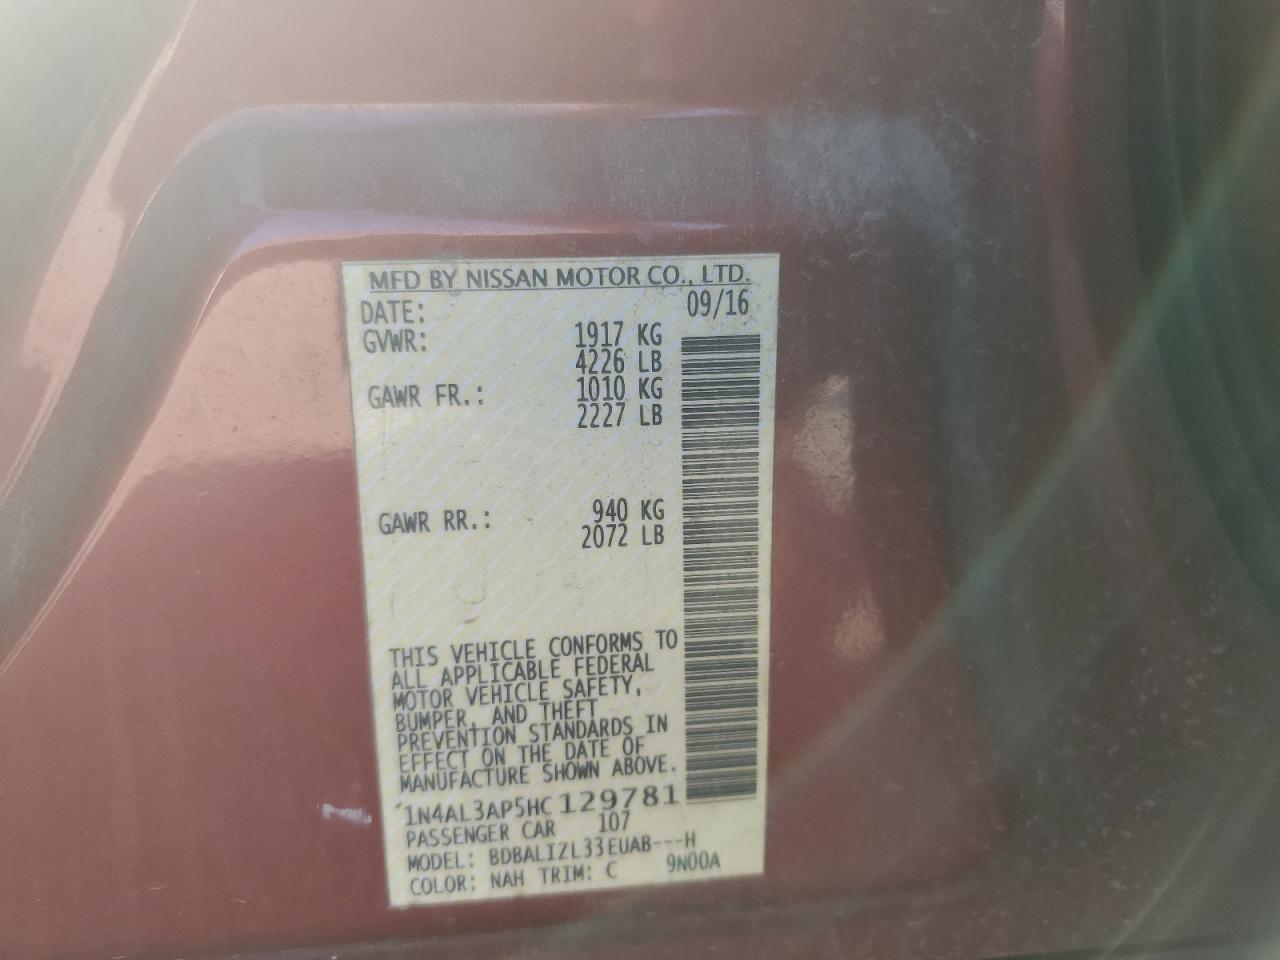 MFD BY NISSAN MOTOR CO., LTD.
DATE: 09/16
GVWR: 1917 KG
4226 LB
GAWR FR.: 1010 KG
2227 LB
GAWR RR.: 940 KG
2072 LB
THIS VEHICLE CONFORMS TO
ALL APPLICABLE FEDERAL
MOTOR VEHICLE SAFETY,
BUMPER, AND THEFT
PREVENTION STANDARDS IN
EFFECT ON THE DATE OF
MANUFACTURE SHOWN ABOVE.
1N4AL3AP5HC129781
PASSENGER CAR 107
MODEL: BDBALIZL33EUAB---H
COLOR: NAH TRIM: C 9N00A